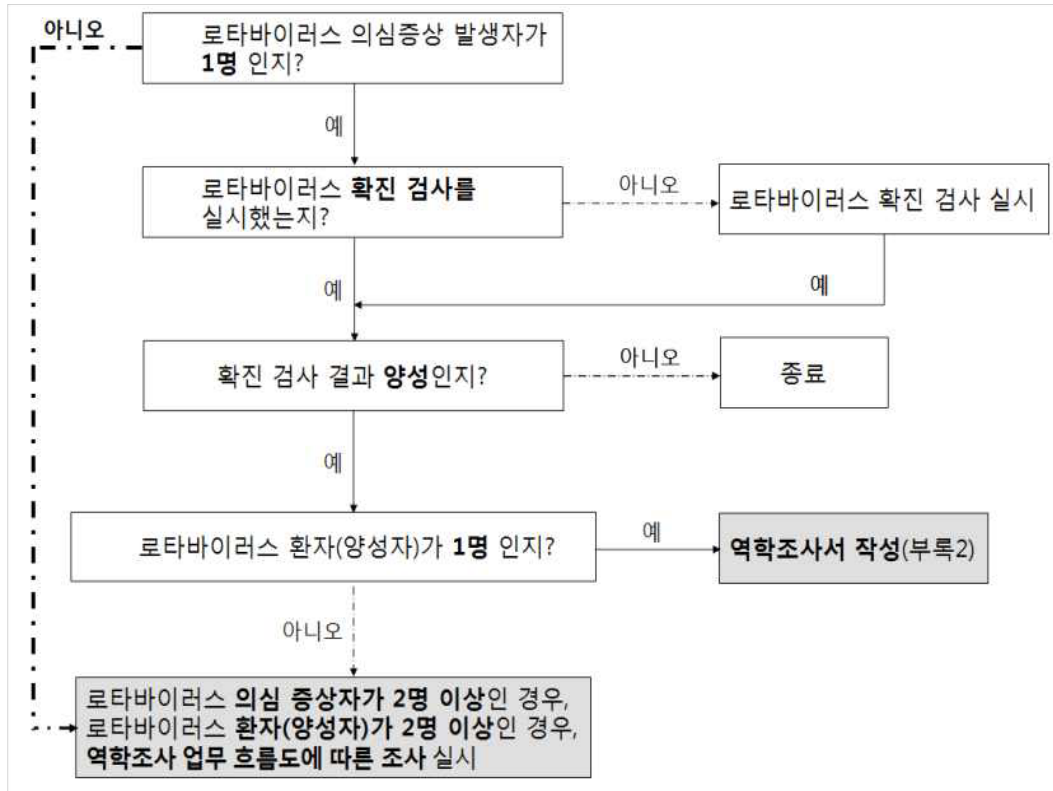 아니오
로타바이러스 의심증상 발생자가
1명 인지?
예
로타바이러스 확진 검사를
실시했는지?
아니오
로타바이러스 확진 검사 실시
예
예
확진 검사 결과 양성인지?
아니오
종료
예
로타바이러스 환자(양성자)가 1명 인지?
예
역학조사서 작성(부록2)
아니오
로타바이러스 의심 증상자가 2명 이상인 경우,
로타바이러스 환자(양성자)가 2명 이상인 경우,
역학조사 업무 흐름도에 따른 조사 실시